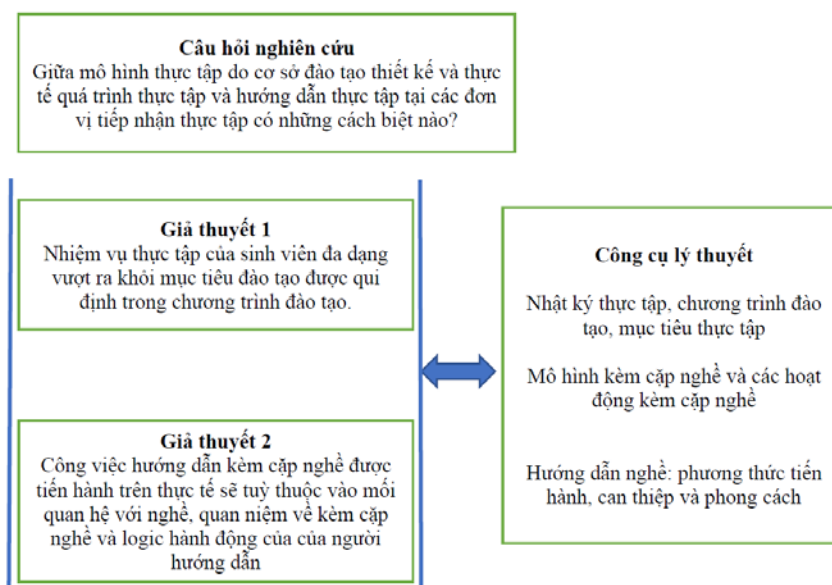 Câu hỏi nghiên cứu
Giữa mô hình thực tập do cơ sở đào tạo thiết kế và thực
tế quá trình thực tập và hướng dẫn thực tập tại các đơn
vị tiếp nhận thực tập có những cách biệt nào?
Giả thuyết 1
Nhiệm vụ thực tập của sinh viên đa dạng
vượt ra khỏi mục tiêu đào tạo được qui
định trong chương trình đào tạo.
Giả thuyết 2
Công việc hướng dẫn kèm cặp nghề được
tiến hành trên thực tế sẽ tuỳ thuộc vào mối
quan hệ với nghề, quan niệm về kèm cặp
nghề và logic hành động của của người
hướng dẫn
Công cụ lý thuyết
Nhật ký thực tập, chương trình đào
tạo, mục tiêu thực tập
Mô hình kèm cặp nghề và các hoạt
động kèm cặp nghề
Hướng dẫn nghề: phương thức tiến
hành, can thiệp và phong cách